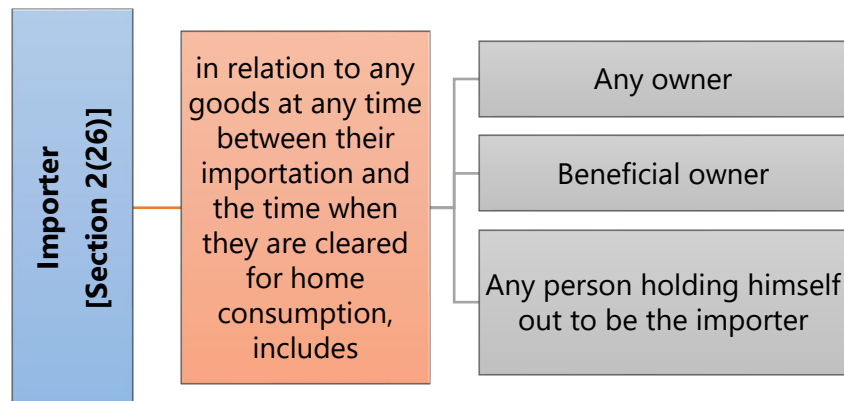 Importer
[Section 2(26)]
in relation to any
goods at any time
between their
importation and
the time when
they are cleared
for home
consumption,
includes
Any owner
Beneficial owner
Any person holding himself
out to be the importer